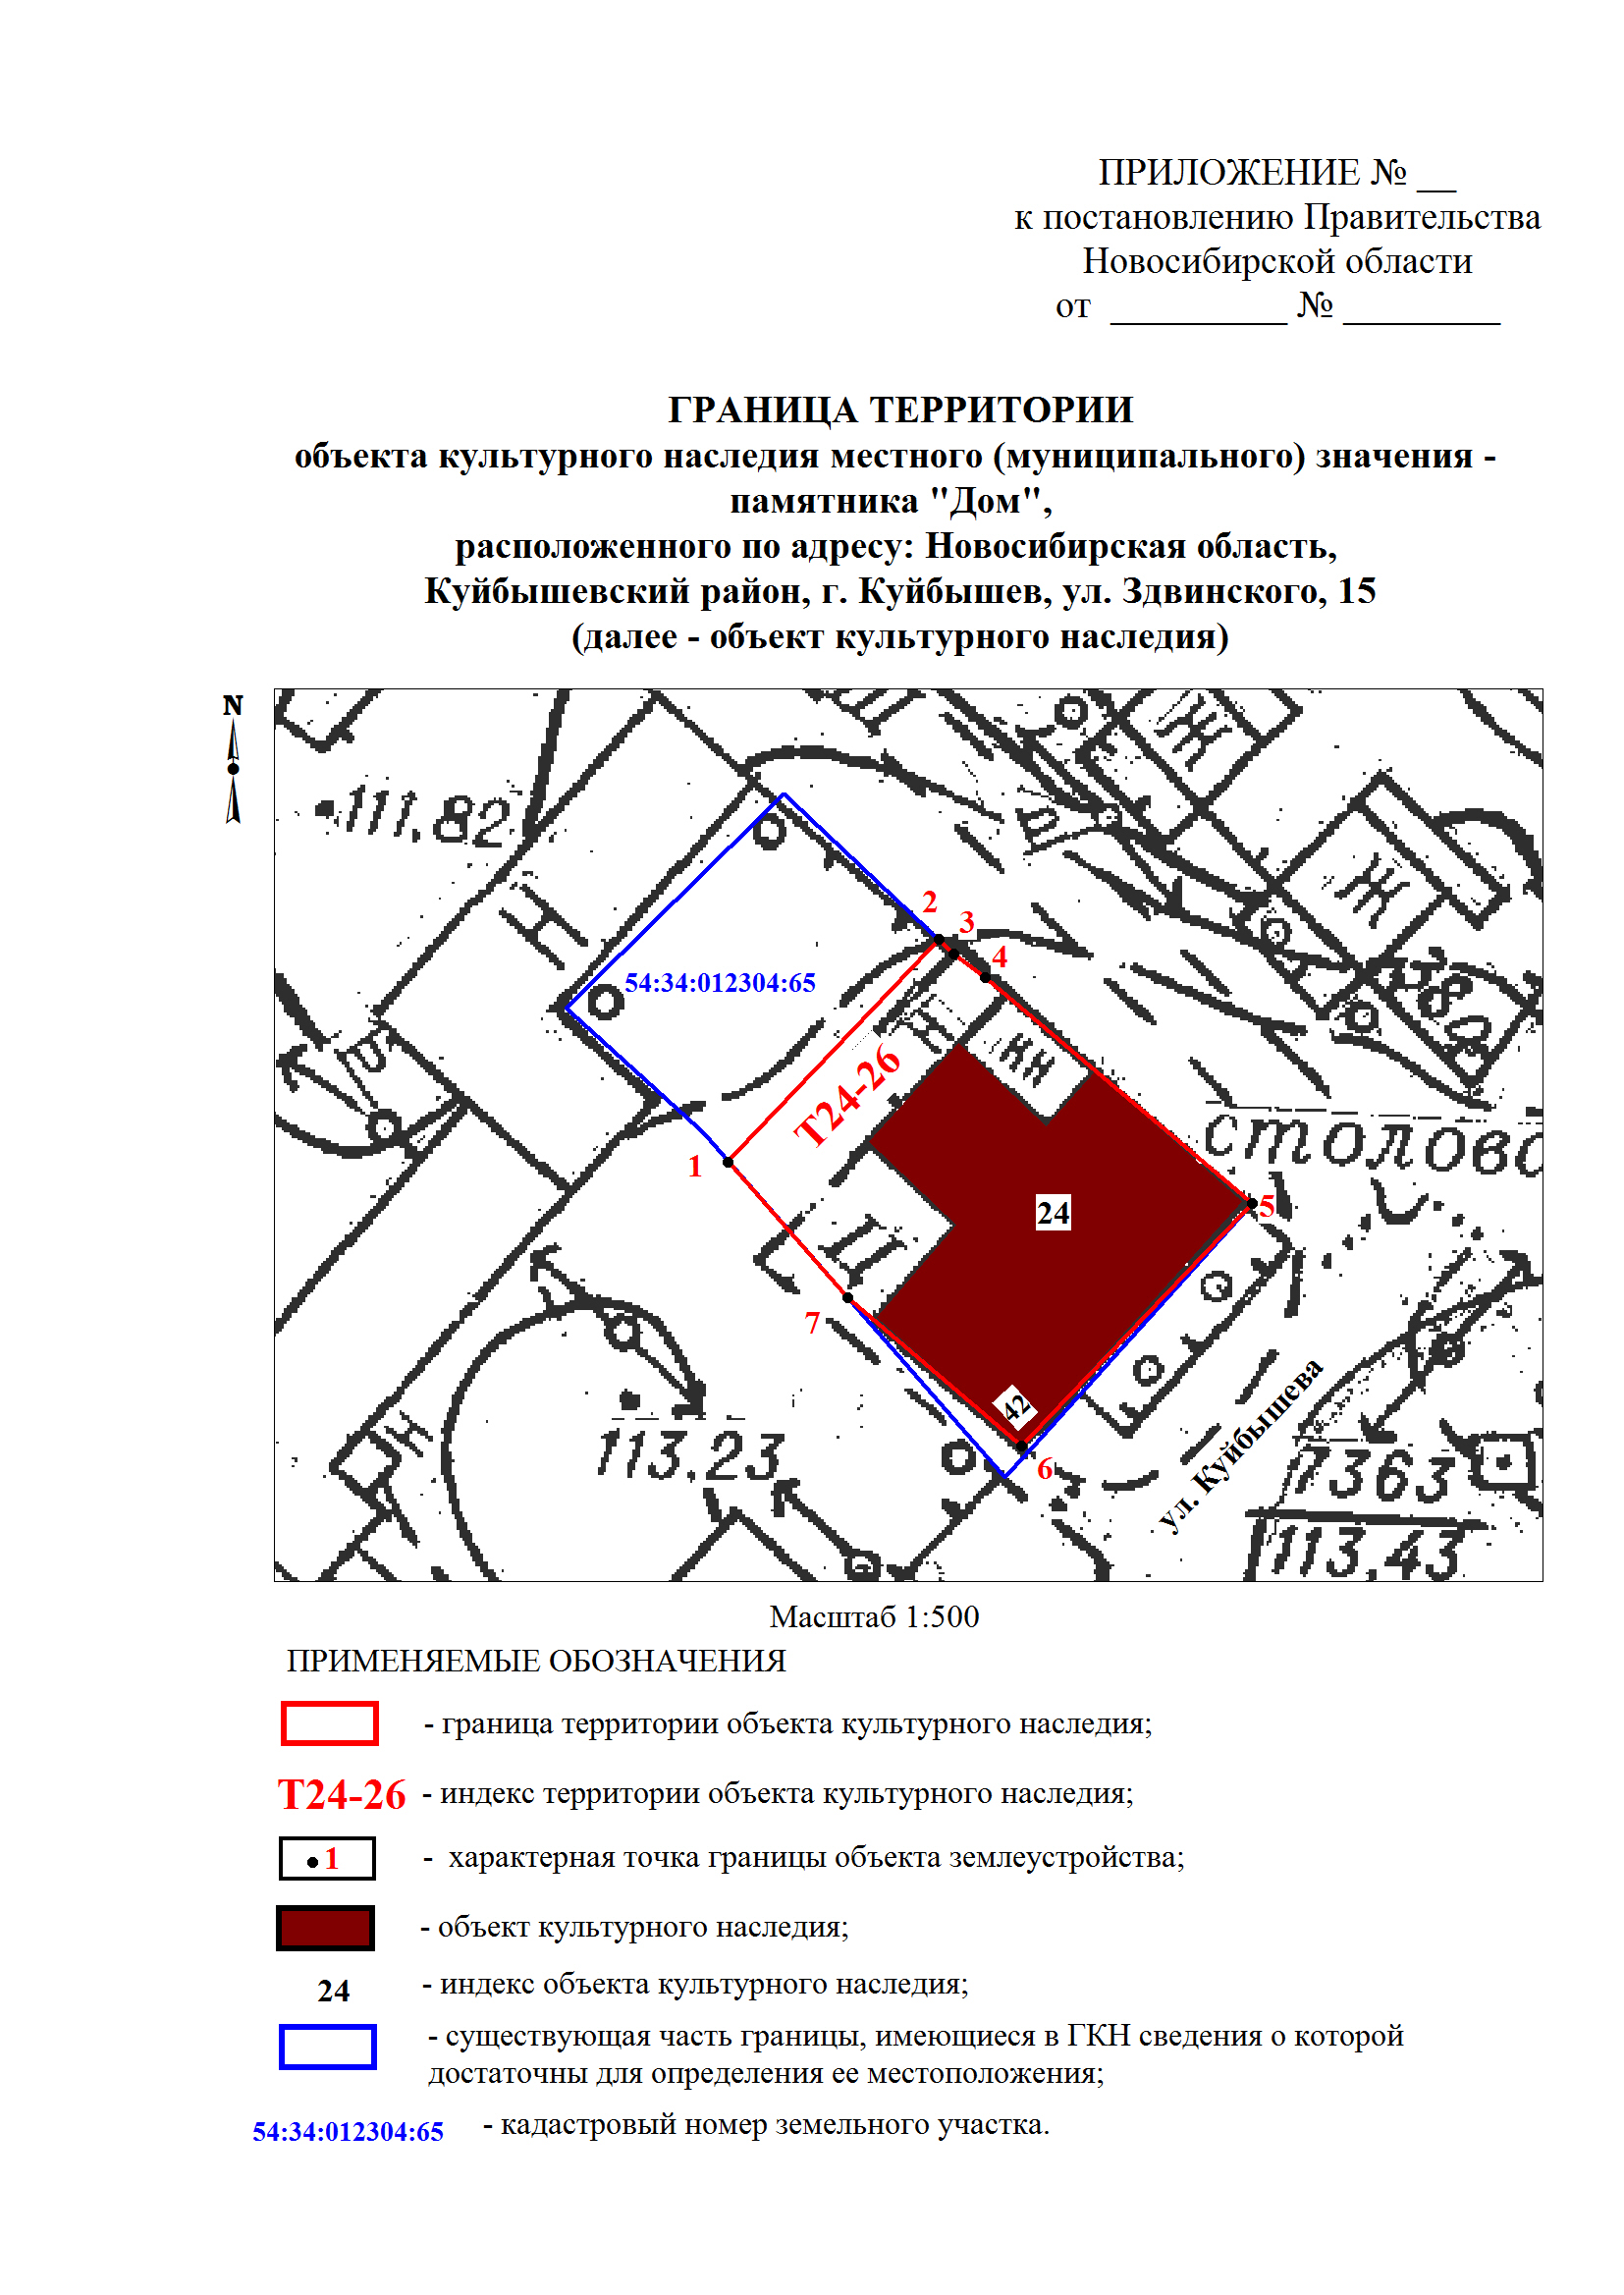 ПРИЛОЖЕНИЕ № __
к постановлению Правительства
Новосибирской области
от _________ № ________
ГРАНИЦА ТЕРРИТОРИИ
объекта культурного наследия местного (муниципального) значения -
памятника "Дом",
расположенного по адресу: Новосибирская область,
Куйбышевский район, г. Куйбышев, ул. Здвинского, 15
(далее - объект культурного наследия)
N
111,82
Ж
Ж
Н
2
3
4
54:34:012304:65
КН
Т24-26
столово
1
24
5
7
42
6
Н
113,23
ул. Куйбышева
7363
113,43
Масштаб 1:500
ПРИМЕНЯЕМЫЕ ОБОЗНАЧЕНИЯ
- граница территории объекта культурного наследия;
Т24-26 - индекс территории объекта культурного наследия;
1 - характерная точка границы объекта землеустройства;
- объект культурного наследия;
24 - индекс объекта культурного наследия;
- существующая часть границы, имеющиеся в ГКН сведения о которой
достаточны для определения ее местоположения;
54:34:012304:65 - кадастровый номер земельного участка.